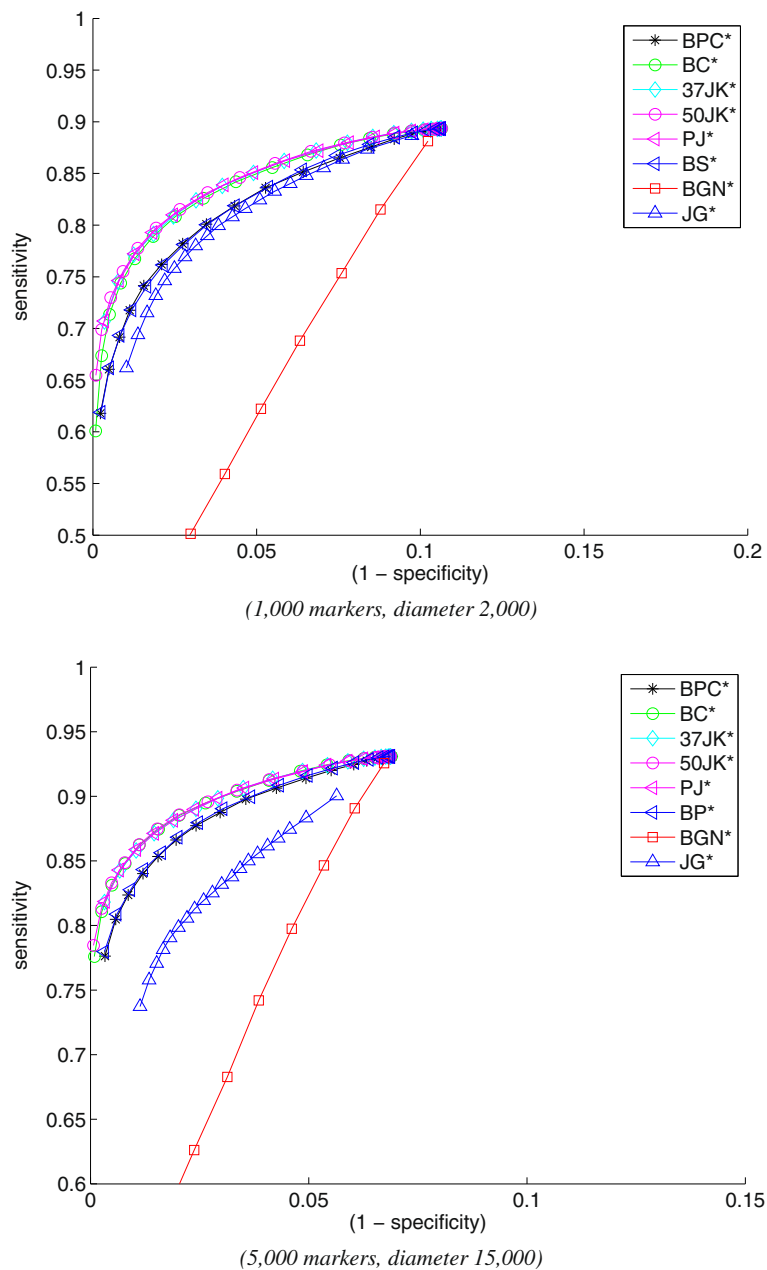 1
0.95
0.9
0.85
0.8
0.75
0.7
0.65
0.6
0.55
0.5
sensitivity
BPC*
BC*
37JK*
50JK*
PJ*
BS*
BGN*
JG*
0 0.05 0.1 0.15 0.2
(1 − specificity)
(1,000 markers, diameter 2,000)
1
0.95
0.9
0.85
0.8
0.75
0.7
0.65
0.6
sensitivity
BPC*
BC*
37JK*
50JK*
PJ*
BP*
BGN*
JG*
0 0.05 0.1 0.15
(1 − specificity)
(5,000 markers, diameter 15,000)